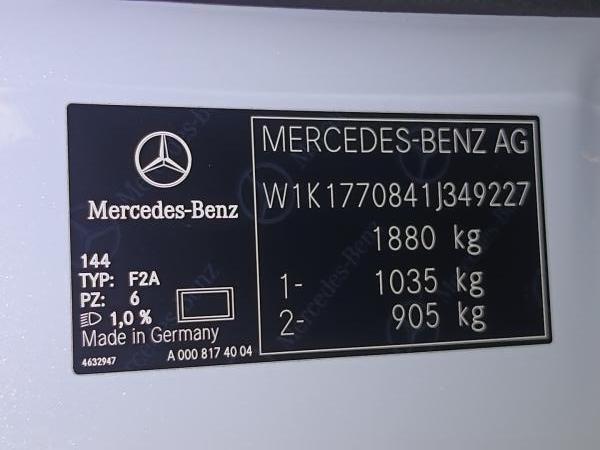 Mercedes-Benz
144
TYP: F2A
PZ: 6
1,0 %
Made in Germany
4632947
A 000 817 40 04
MERCEDES-BENZ AG
W1K1770841J349227
1880 kg
1- 1035 kg
2- 905 kg